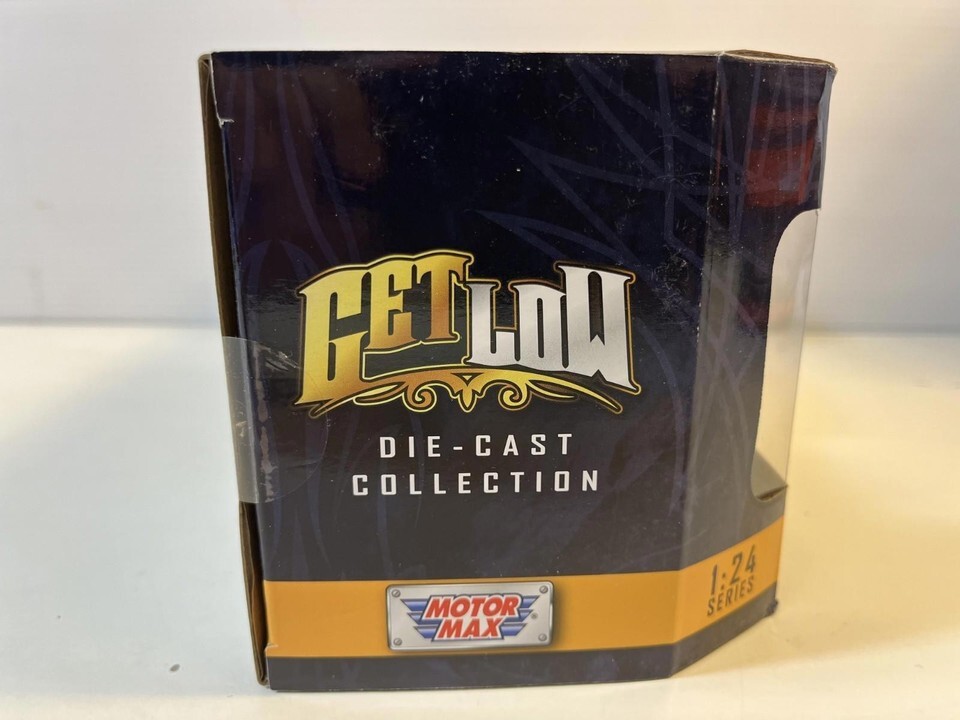 GET LOW
DIE-CAST
COLLECTION
MOTOR
MAX
1:24
SERIES